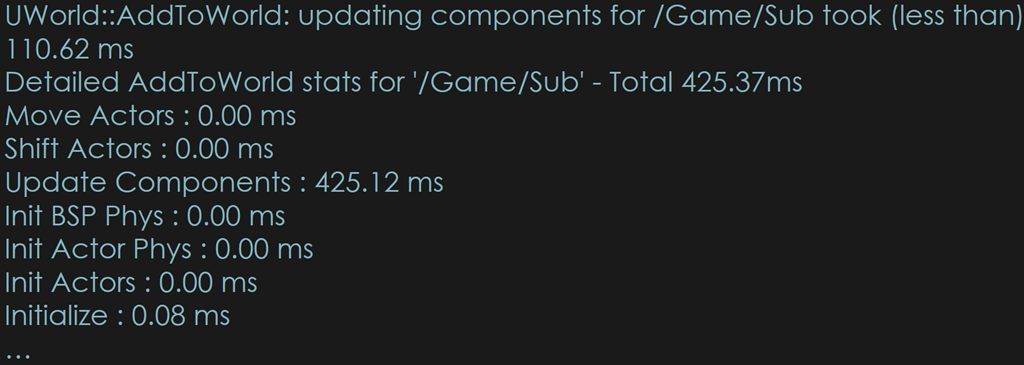 UWorld::AddToWorld: updating components for /Game/Sub took (less than)
110.62 ms
Detailed AddToWorld stats for '/Game/Sub' - Total 425.37ms
Move Actors : 0.00 ms
Shift Actors : 0.00 ms
Update Components : 425.12 ms
Init BSP Phys : 0.00 ms
Init Actor Phys : 0.00 ms
Init Actors : 0.00 ms
Initialize : 0.08 ms
…